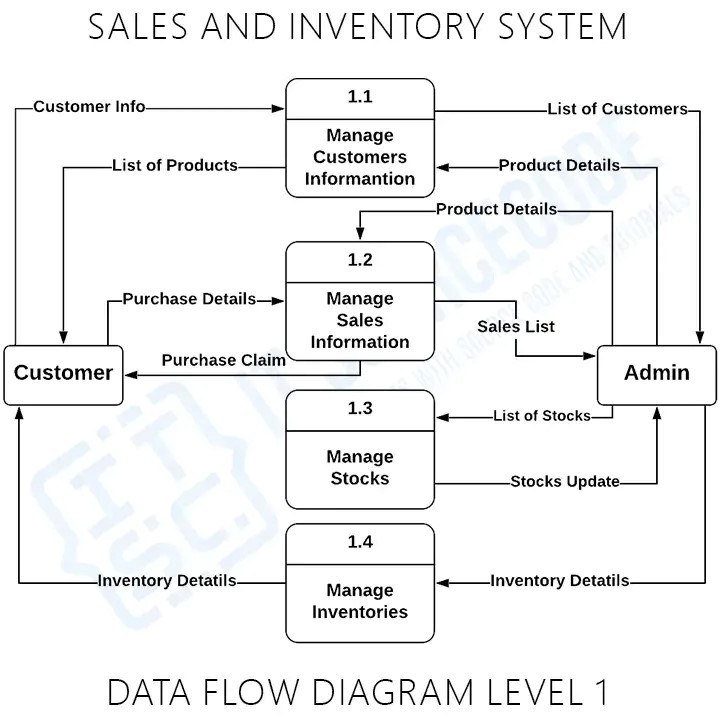 SALES AND INVENTORY SYSTEM
1.1
Customer Info
List of Customers
Manage
Customers
Informantion
List of Products
Product Details
Product Details
1.2
Purchase Details
Manage
Sales
Information
Sales List
Purchase Claim
Customer
Admin
1.3
List of Stocks
Manage
Stocks
Stocks Update
1.4
Inventory Detatils
Inventory Detatils
Manage
Inventories
DATA FLOW DIAGRAM LEVEL 1